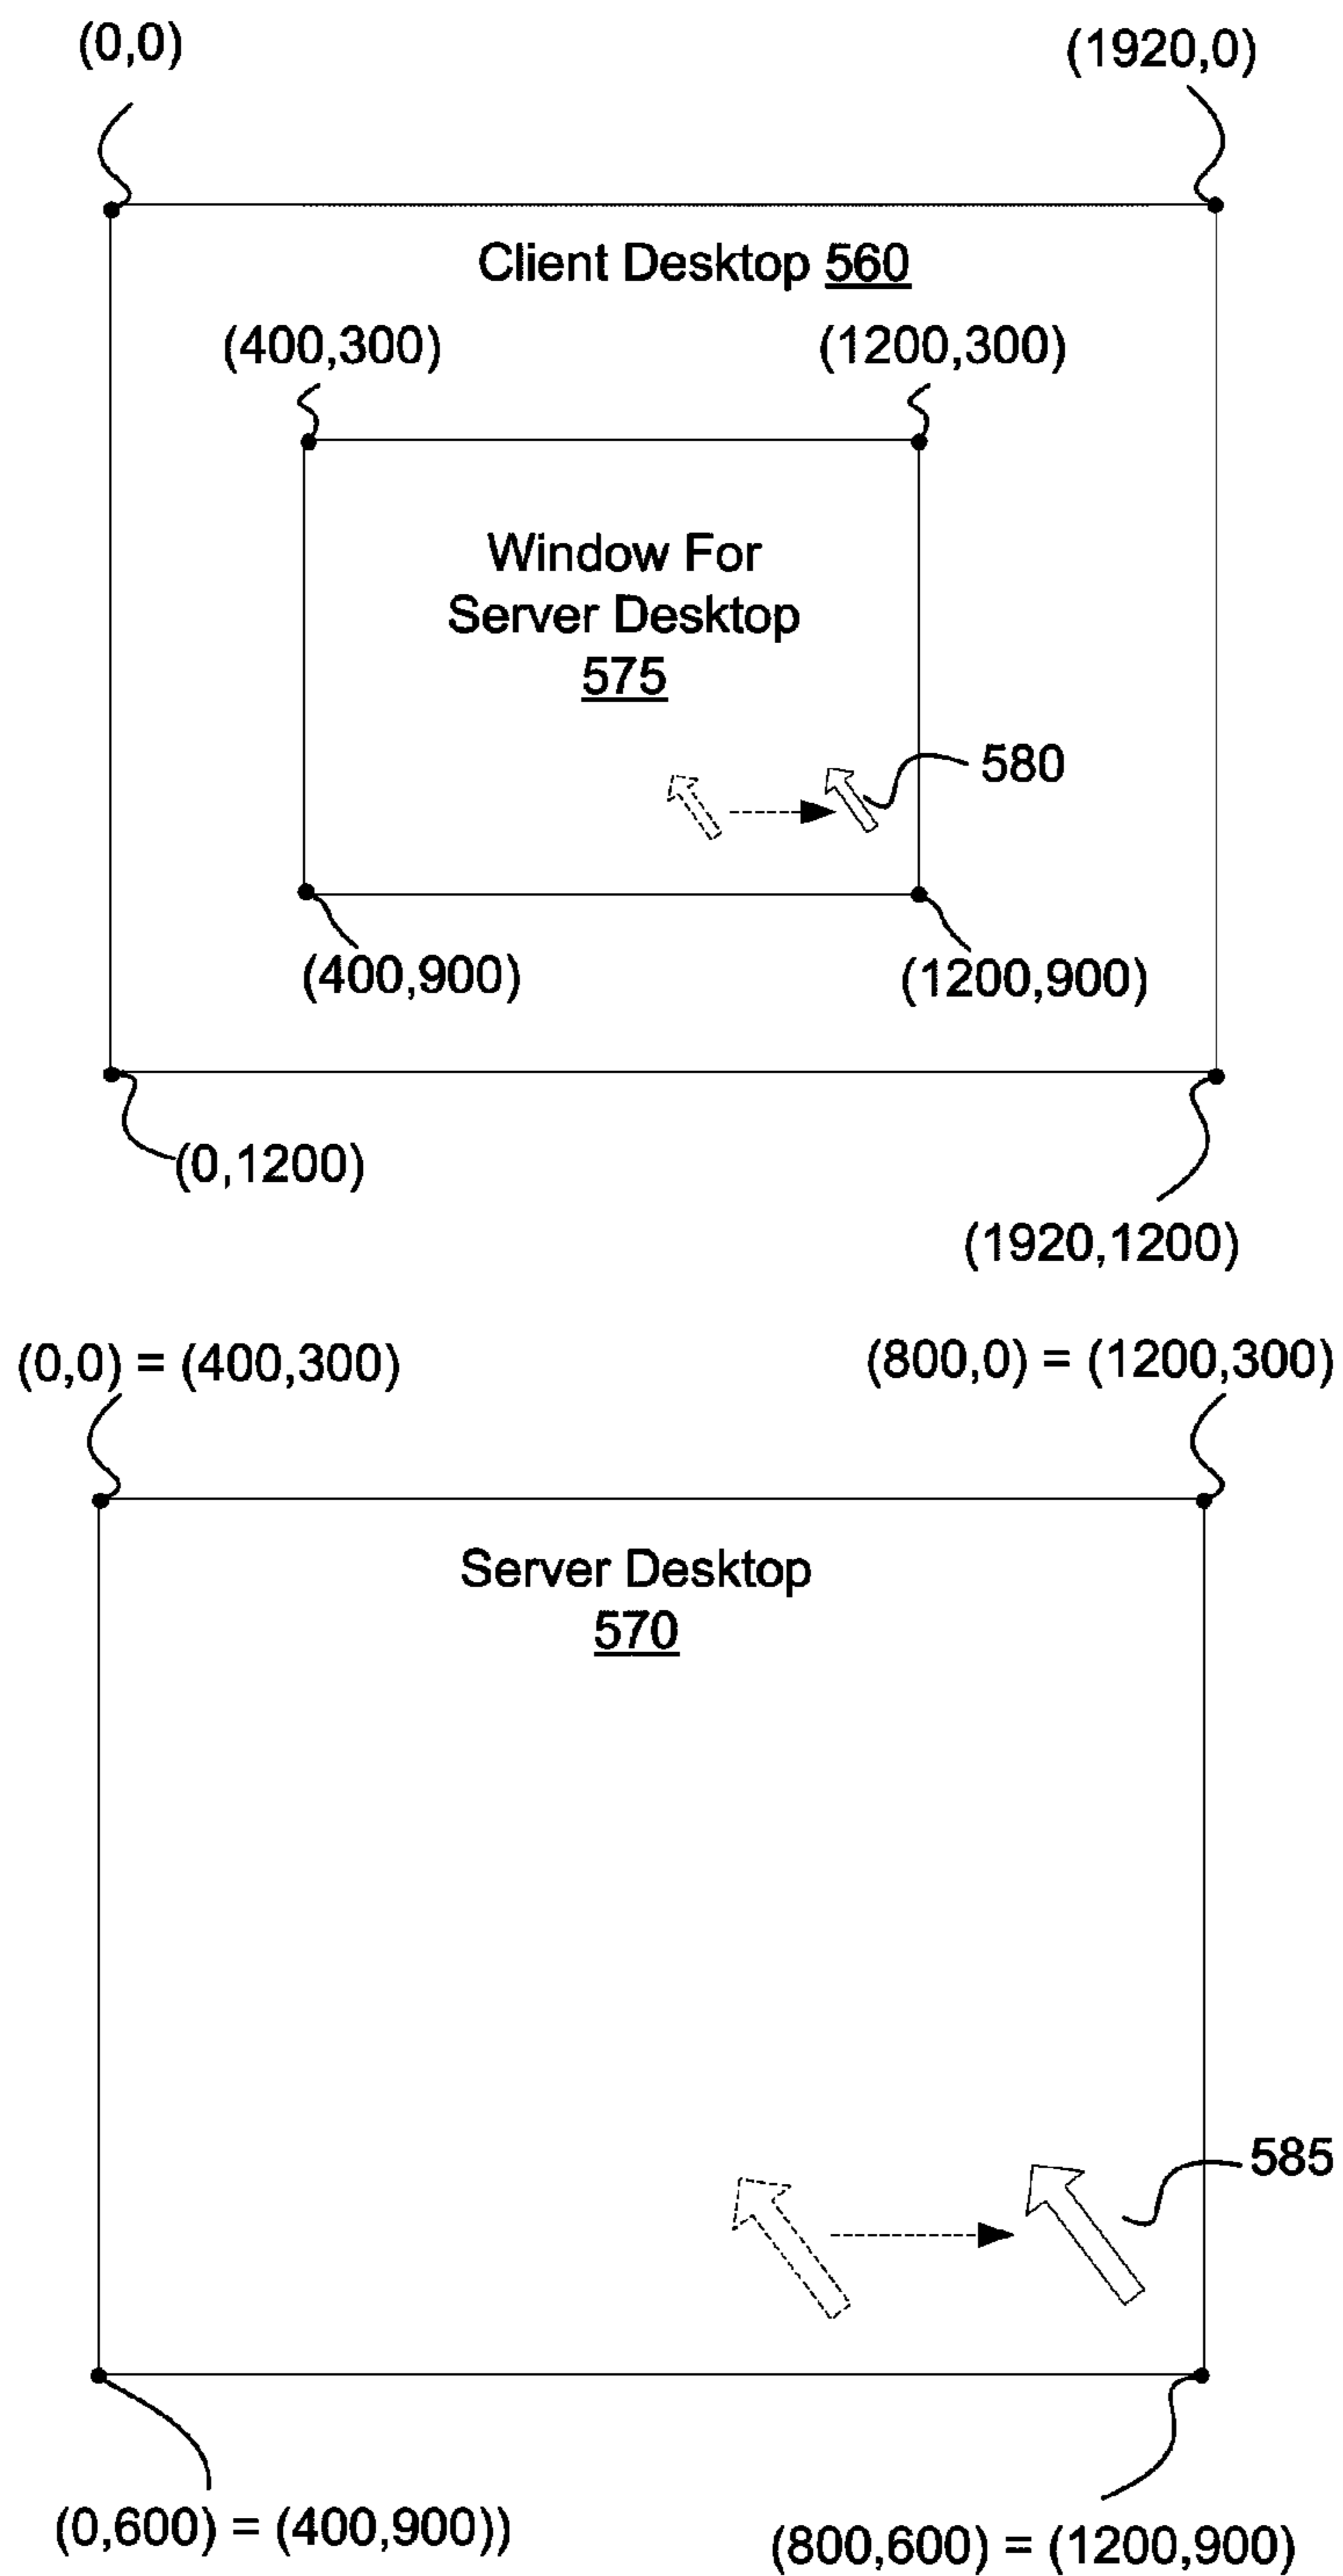 (0,0)
(1920,0)
Client Desktop 560
(400,300)
(1200,300)
Window For
Server Desktop
575
580
(400,900)
(1200,900)
(0,1200)
(1920,1200)
(0,0) = (400,300)
(800,0) = (1200,300)
Server Desktop
570
585
(0,600) = (400,900))
(800,600) = (1200,900)